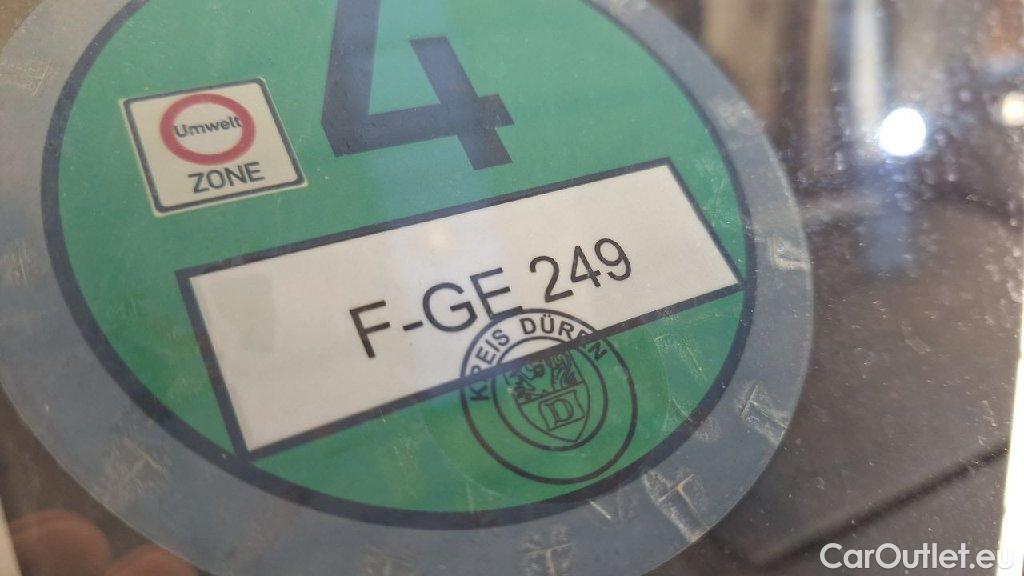 4
Umwelt
ZONE
F-GE 249
KREIS DÜREN
D
CarOutlet.eu